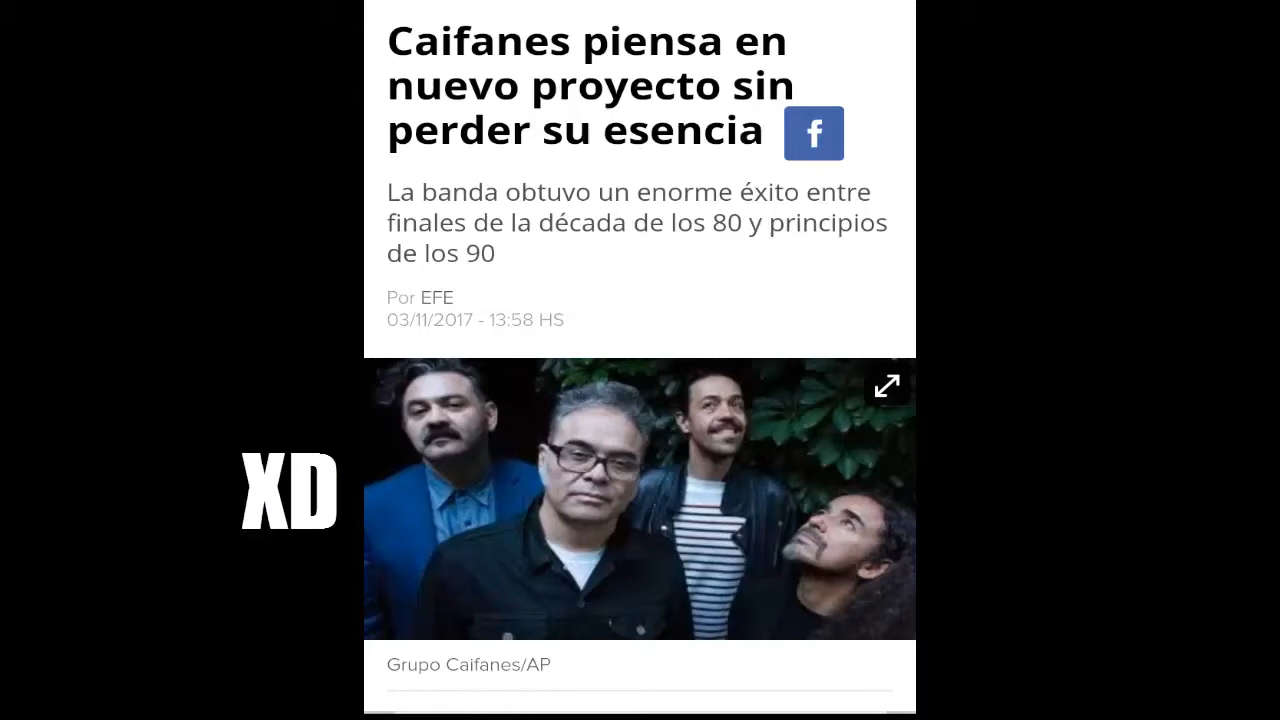 Caifanes piensa en
nuevo proyecto sin
perder su esencia
f
La banda obtuvo un enorme éxito entre
finales de la década de los 80 y principios
de los 90
Por EFE
03/11/2017 - 13:58 HS
XD
Grupo Caifanes/AP